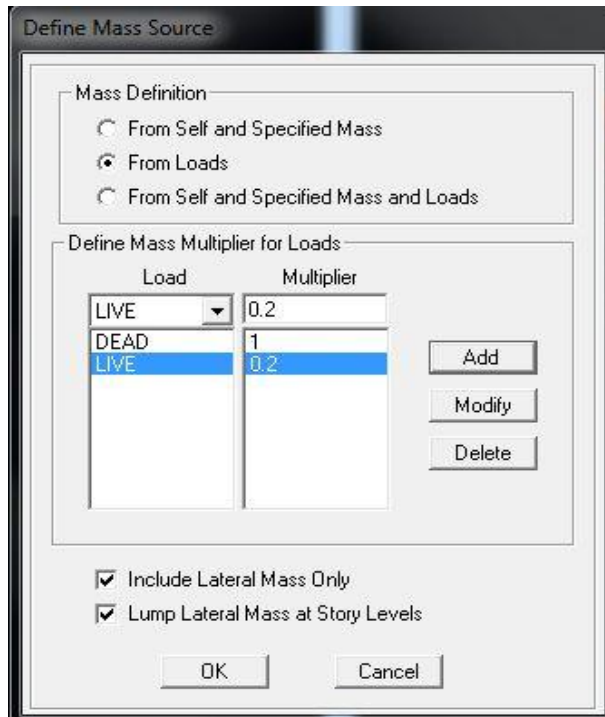 Define Mass Source
Mass Definition
From Self and Specified Mass
From Loads
From Self and Specified Mass and Loads
Define Mass Multiplier for Loads
Load Multiplier
LIVE 0.2
DEAD 1
LIVE 0.2
Add
Modify
Delete
Include Lateral Mass Only
Lump Lateral Mass at Story Levels
OK Cancel